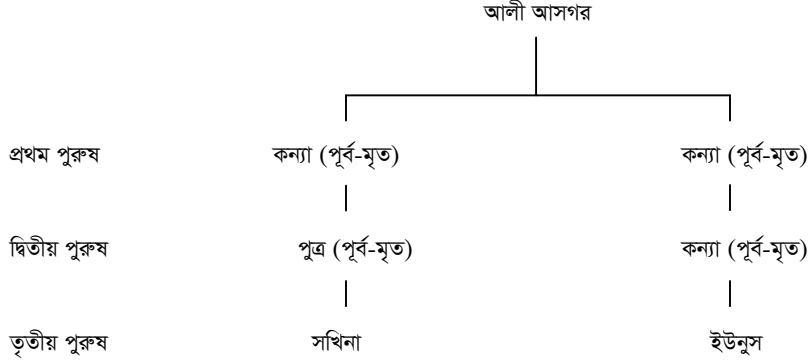 আলী আসগর
প্রথম পুরুষ কন্যা (পূর্ব-মৃত) কন্যা (পূর্ব-মৃত)
দ্বিতীয় পুরুষ পুত্র (পূর্ব-মৃত) কন্যা (পূর্ব-মৃত)
তৃতীয় পুরুষ সখিনা ইউনুস